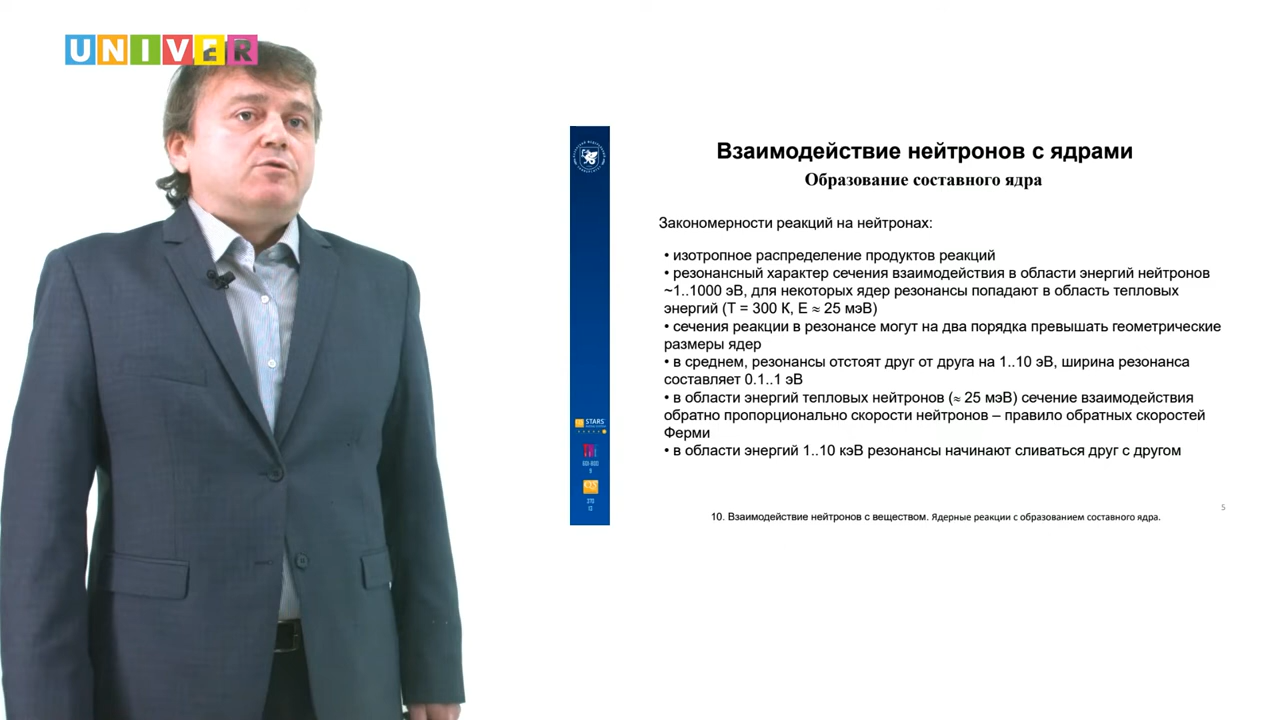 UNIVER
Взаимодействие нейтронов с ядрами
Образование составного ядра
Закономерности реакций на нейтронах:
• изотропное распределение продуктов реакций
• резонансный характер сечения взаимодействия в области энергий нейтронов
~1..1000 эВ, для некоторых ядер резонансы попадают в область тепловых
энергий (T = 300 К, E ≈ 25 мэВ)
• сечения реакции в резонансе могут на два порядка превышать геометрические
размеры ядер
• в среднем, резонансы отстоят друг от друга на 1..10 эВ, ширина резонанса
составляет 0.1..1 эВ
• в области энергий тепловых нейтронов (≈ 25 мэВ) сечение взаимодействия
обратно пропорционально скорости нейтронов – правило обратных скоростей
Ферми
• в области энергий 1..10 кэВ резонансы начинают сливаться друг с другом
STARS
5
10. Взаимодействие нейтронов с веществом. Ядерные реакции с образованием составного ядра.